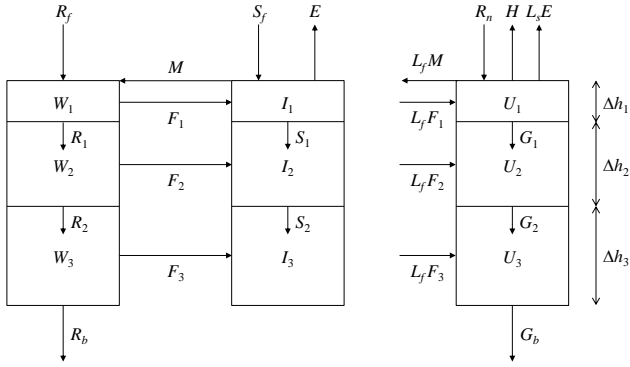 R_f S_f E R_n H L_sE
M L_fM
W_1 F_1 I_1 L_fF_1 U_1 Δh_1
R_1 S_1 G_1
W_2 F_2 I_2 L_fF_2 U_2 Δh_2
R_2 S_2 G_2
W_3 F_3 I_3 L_fF_3 U_3 Δh_3
R_b G_b